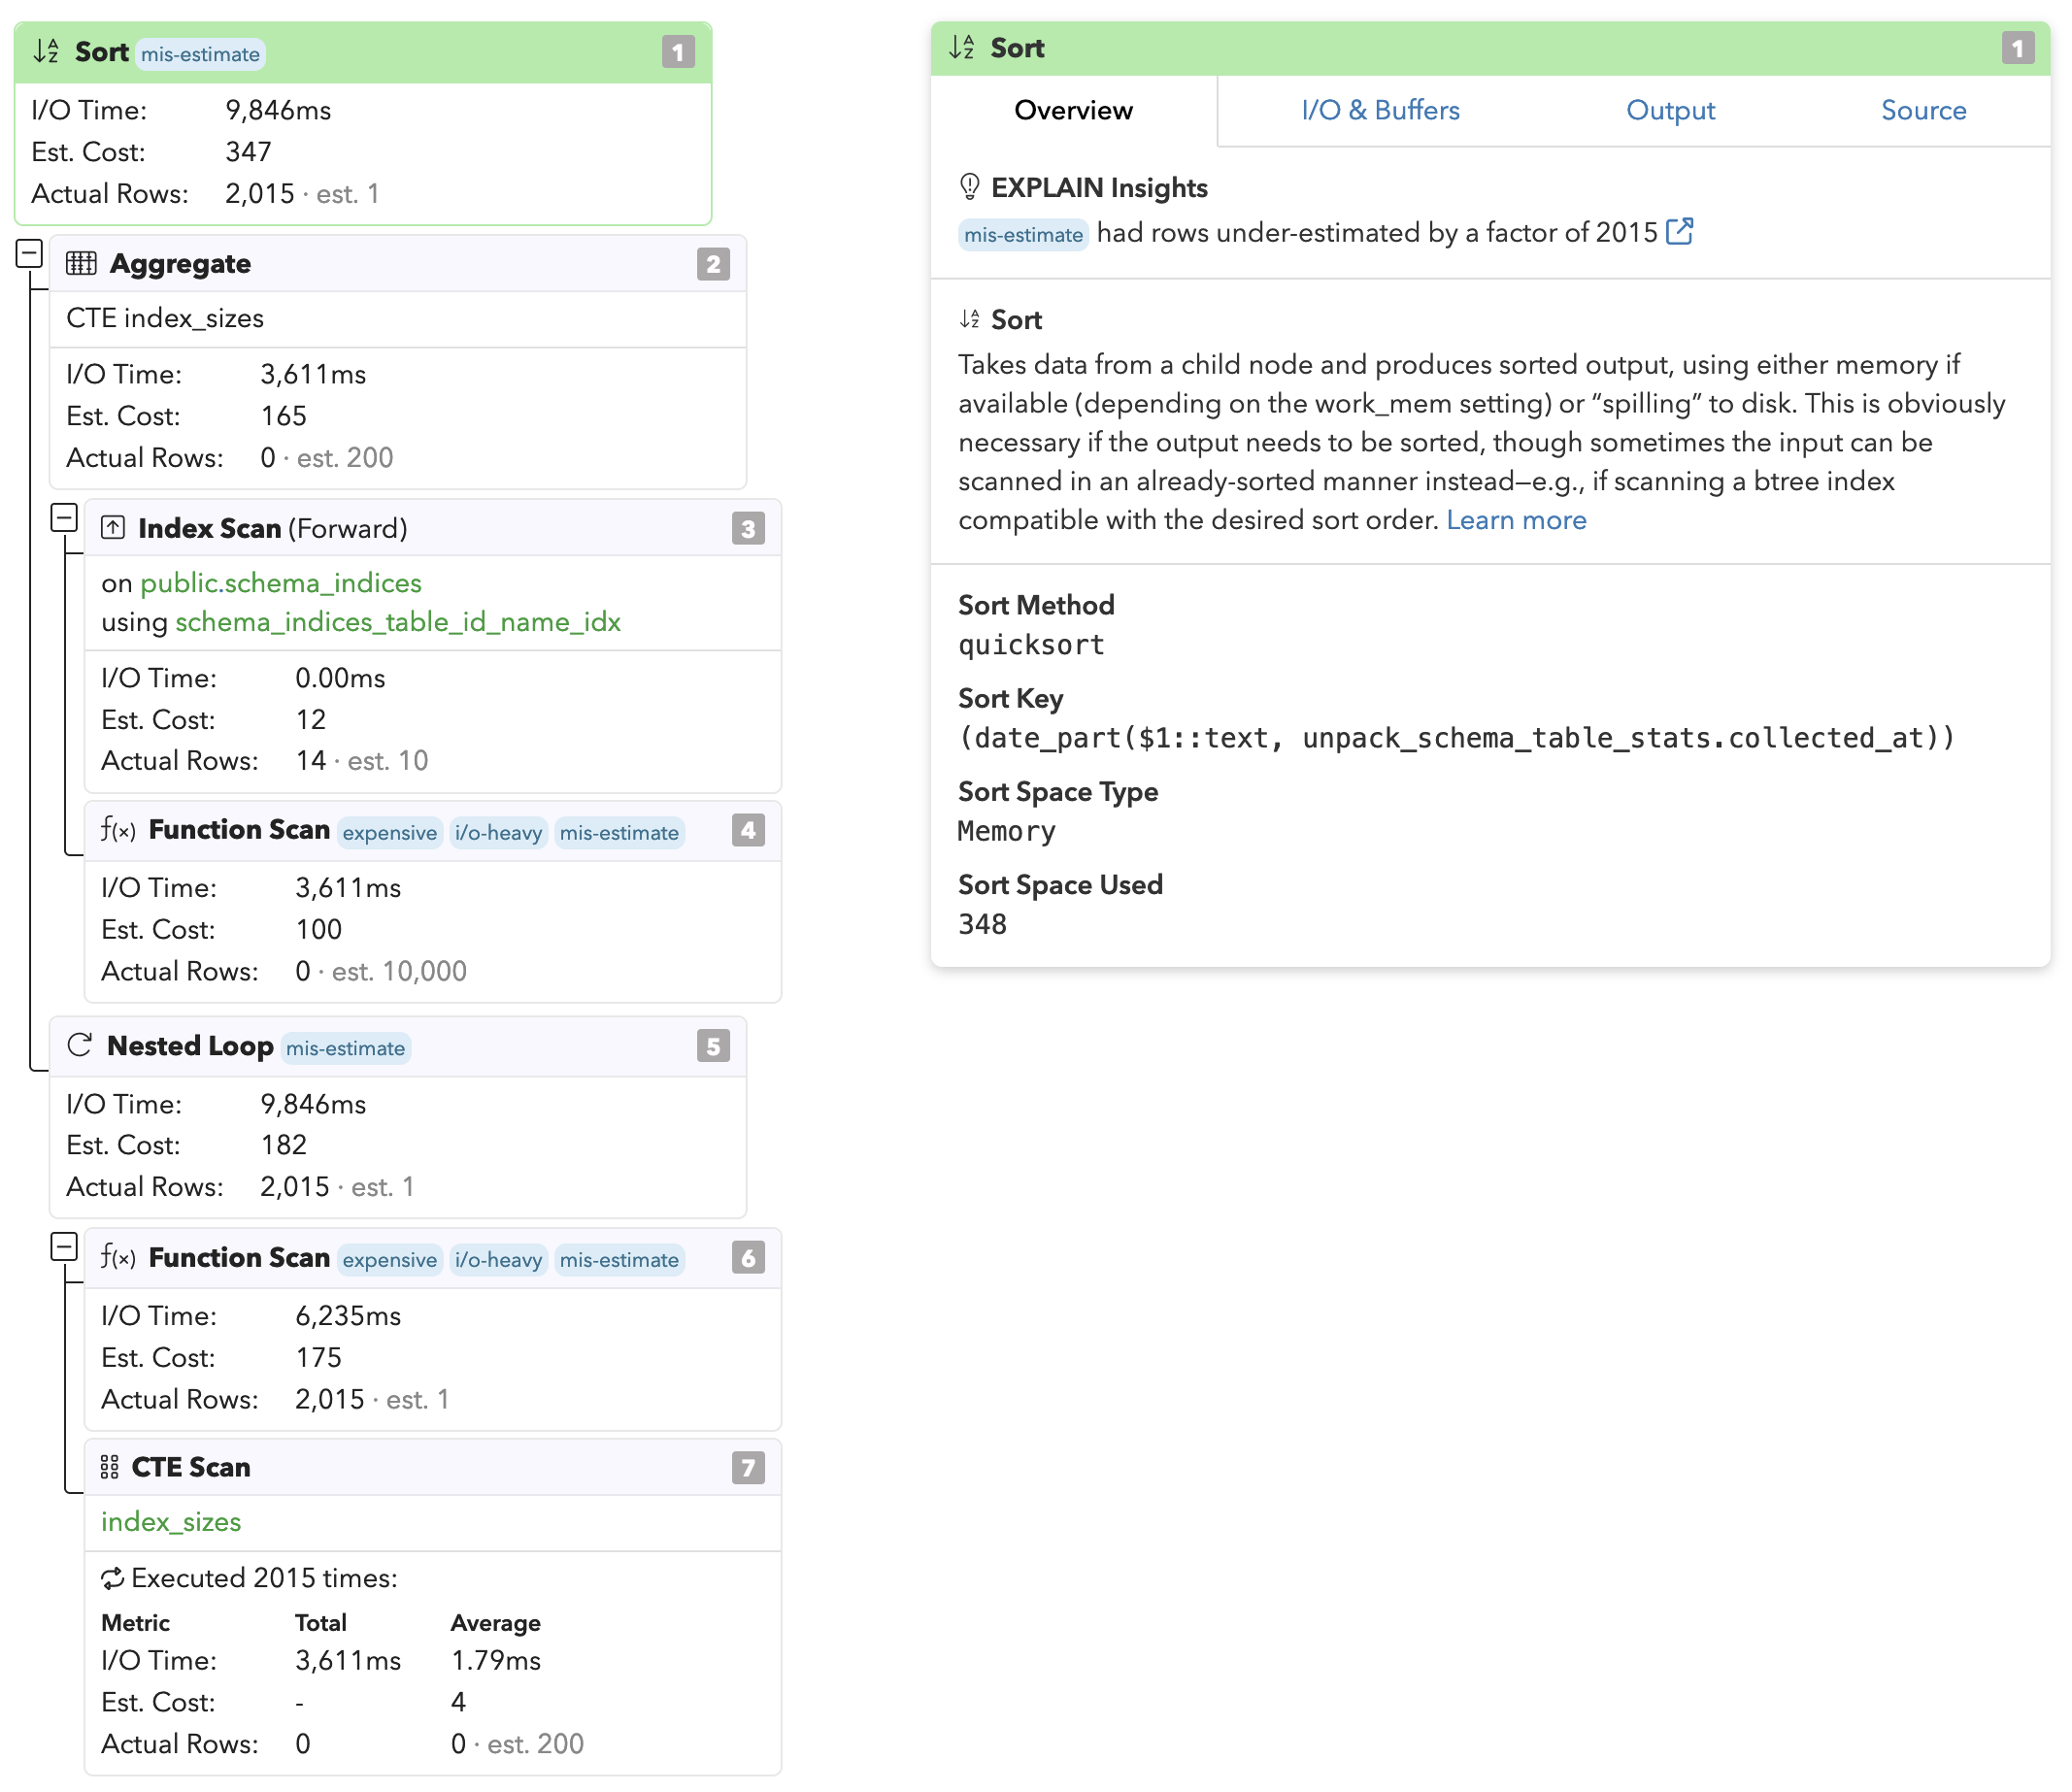 Sort mis-estimate 1
I/O Time: 9,846ms
Est. Cost: 347
Actual Rows: 2,015 · est. 1
Aggregate 2
CTE index_sizes
I/O Time: 3,611ms
Est. Cost: 165
Actual Rows: 0 · est. 200
Index Scan (Forward) 3
on public.schema_indices
using schema_indices_table_id_name_idx
I/O Time: 0.00ms
Est. Cost: 12
Actual Rows: 14 · est. 10
f(x) Function Scan expensive i/o-heavy mis-estimate 4
I/O Time: 3,611ms
Est. Cost: 100
Actual Rows: 0 · est. 10,000
Nested Loop mis-estimate 5
I/O Time: 9,846ms
Est. Cost: 182
Actual Rows: 2,015 · est. 1
f(x) Function Scan expensive i/o-heavy mis-estimate 6
I/O Time: 6,235ms
Est. Cost: 175
Actual Rows: 2,015 · est. 1
CTE Scan 7
index_sizes
Executed 2015 times:
Metric Total Average
I/O Time: 3,611ms 1.79ms
Est. Cost: - 4
Actual Rows: 0 0 · est. 200
Sort 1
Overview I/O & Buffers Output Source
EXPLAIN Insights
mis-estimate had rows under-estimated by a factor of 2015
Sort
Takes data from a child node and produces sorted output, using either memory if
available (depending on the work_mem setting) or “spilling” to disk. This is obviously
necessary if the output needs to be sorted, though sometimes the input can be
scanned in an already-sorted manner instead—e.g., if scanning a btree index
compatible with the desired sort order. Learn more
Sort Method
quicksort
Sort Key
(date_part($1::text, unpack_schema_table_stats.collected_at))
Sort Space Type
Memory
Sort Space Used
348